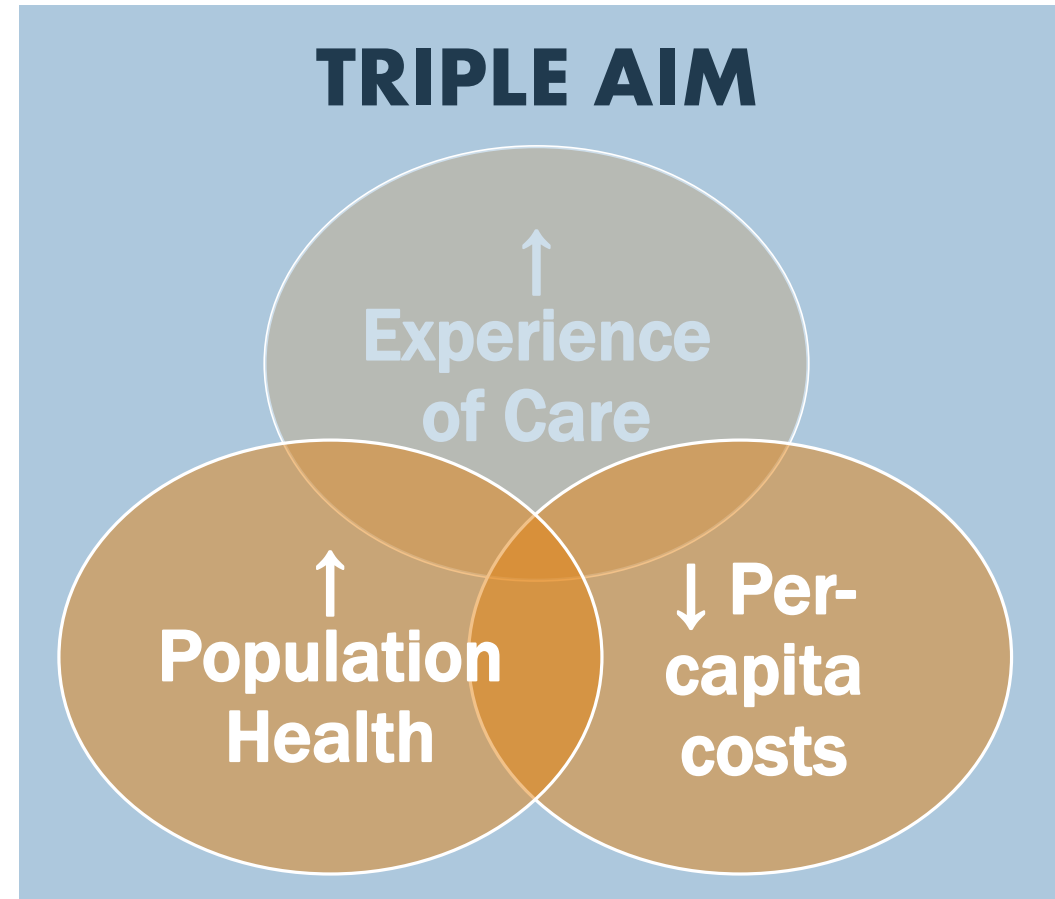 TRIPLE AIM
↑
Experience
of Care
↑
Population
Health
↓ Per-
capita
costs